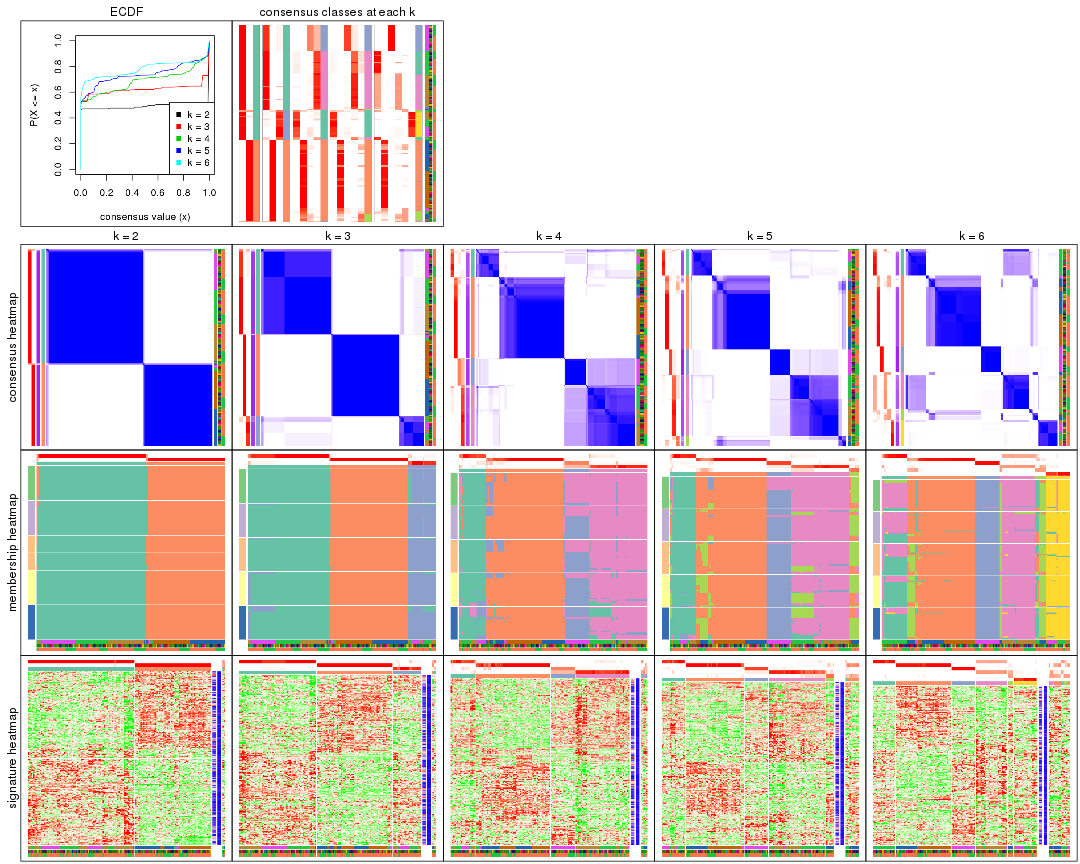 ECDF
consensus classes at each k
P(X <= x)
0.0 0.2 0.4 0.6 0.8 1.0
k = 2
k = 3
k = 4
k = 5
k = 6
0.0 0.2 0.4 0.6 0.8 1.0
consensus value (x)
k = 2 k = 3 k = 4 k = 5 k = 6
consensus heatmap
membership heatmap
signature heatmap